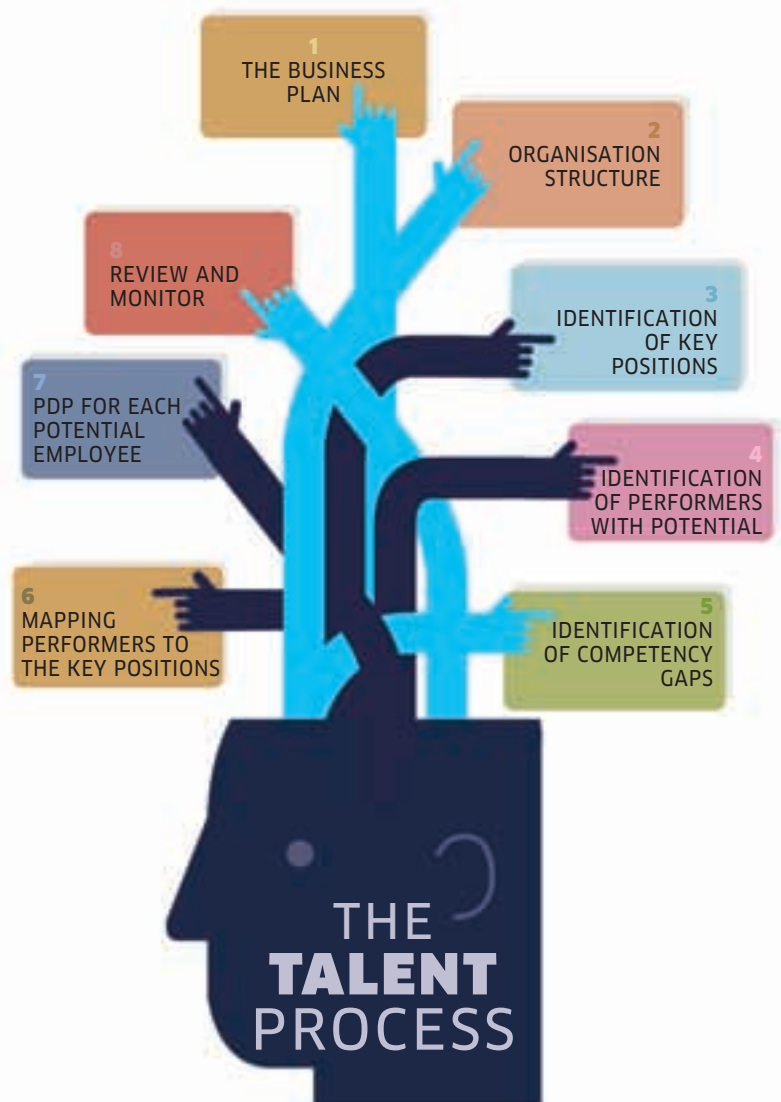 1
THE BUSINESS
PLAN
2
ORGANISATION
STRUCTURE
3
IDENTIFICATION
OF KEY
POSITIONS
4
IDENTIFICATION
OF PERFORMERS
WITH POTENTIAL
5
IDENTIFICATION
OF COMPETENCY
GAPS
6
MAPPING
PERFORMERS TO
THE KEY POSITIONS
7
PDP FOR EACH
POTENTIAL
EMPLOYEE
8
REVIEW AND
MONITOR
THE
TALENT
PROCESS